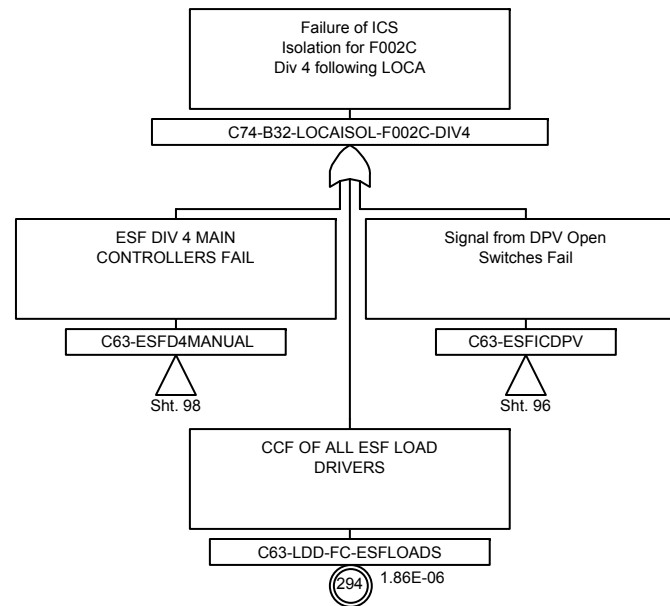 Failure of ICS
Isolation for F002C
Div 4 following LOCA
C74-B32-LOCAISOL-F002C-DIV4
ESF DIV 4 MAIN
CONTROLLERS FAIL
C63-ESFD4MANUAL
Sht. 98
Signal from DPV Open
Switches Fail
C63-ESFICDPV
Sht. 96
CCF OF ALL ESF LOAD
DRIVERS
C63-LDD-FC-ESFLOADS
294
1.86E-06